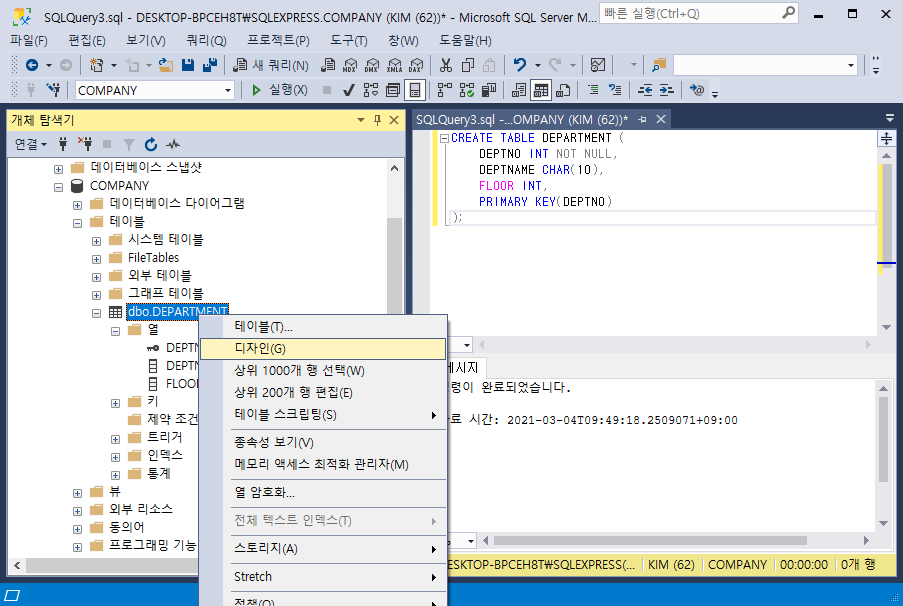 SQLQuery3.sql - DESKTOP-BPCEH8T₩SQLEXPRESS.COMPANY (KIM (62))* - Microsoft SQL Server M...
빠른 실행(Ctrl+Q)
파일(F) 편집(E) 보기(V) 쿼리(Q) 프로젝트(P) 도구(T) 창(W) 도움말(H)
새 쿼리(N) MDX DMX XMLA DAX
COMPANY 실행(X)
개체 탐색기
연결
데이터베이스 스냅샷
COMPANY
데이터베이스 다이어그램
테이블
시스템 테이블
FileTables
외부 테이블
그래프 테이블
dbo.DEPARTMENT
열
DEPTN
DEPTN
FLOO
키
제약 조건
트리거
인덱스
통계
뷰
외부 리소스
동의어
프로그래밍 기능
테이블(T)...
디자인(G)
상위 1000개 행 선택(W)
상위 200개 행 편집(E)
테이블 스크립팅(S)
종속성 보기(V)
메모리 액세스 최적화 관리자(M)
열 암호화...
전체 텍스트 인덱스(T)
스토리지(A)
Stretch
정책(O)
SQLQuery3.sql -...OMPANY (KIM (62))*
CREATE TABLE DEPARTMENT (
DEPTNO INT NOT NULL,
DEPTNAME CHAR(10),
FLOOR INT,
PRIMARY KEY(DEPTNO)
);
메시지
령이 완료되었습니다.
료 시간: 2021-03-04T09:49:18.2509071+09:00
ESKTOP-BPCEH8T₩SQLEXPRESS(... KIM (62) COMPANY 00:00:00 0개 행